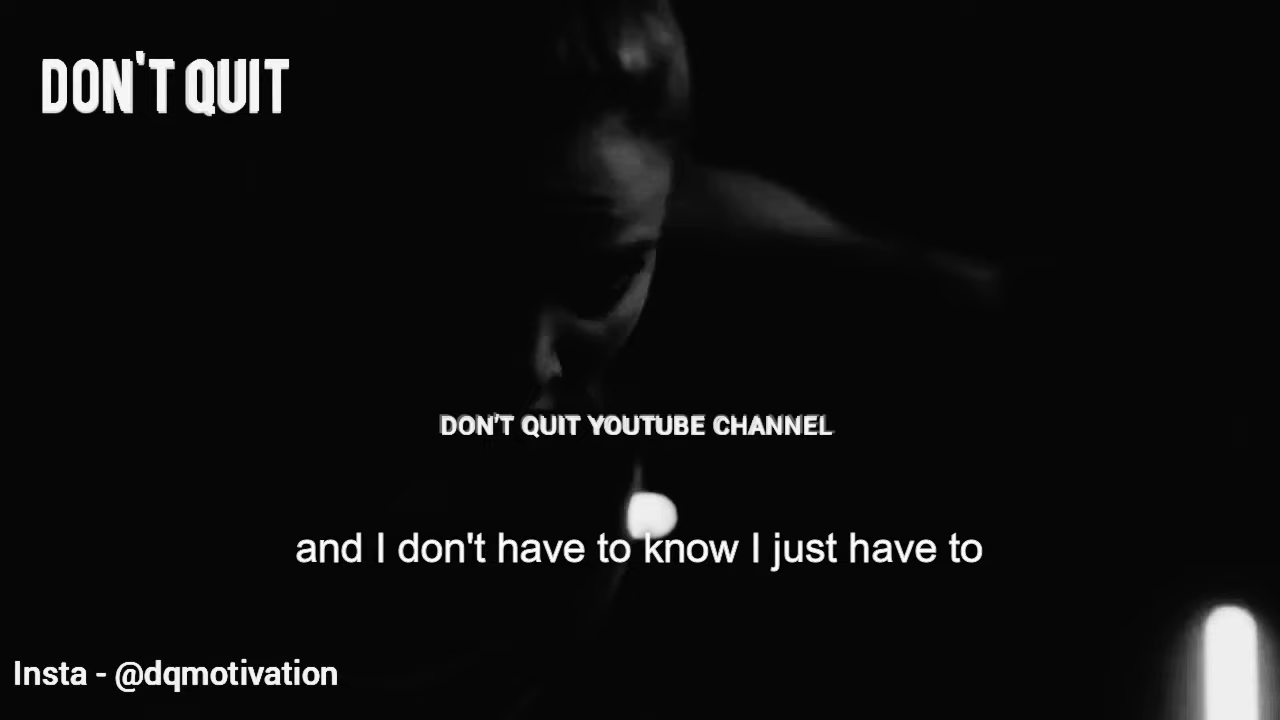 DON'T QUIT
DON'T QUIT YOUTUBE CHANNEL
and I don't have to know I just have to
Insta - @dqmotivation